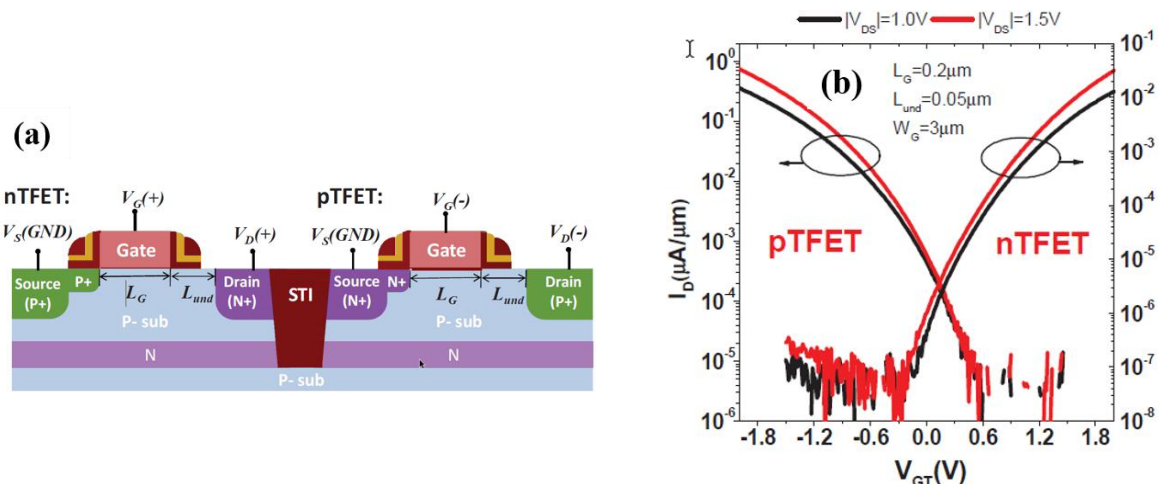 (a)
nTFET:
pTFET:
V_G(+)
V_G(-)
V_S(GND)
V_D(+)
V_S(GND)
V_D(-)
Gate
Gate
P+
N+
Source
(P+)
L_G
L_und
Drain
(N+)
STI
Source
(N+)
L_G
L_und
Drain
(P+)
P- sub
P- sub
N
N
P- sub
|V_DS|=1.0V
|V_DS|=1.5V
(b)
L_G=0.2μm
L_und=0.05μm
W_G=3μm
pTFET
nTFET
I_D(μA/μm)
10^0
10^-1
10^-2
10^-3
10^-4
10^-5
10^-6
10^-1
10^-2
10^-3
10^-4
10^-5
10^-6
10^-7
10^-8
-1.8 -1.2 -0.6 0.0 0.6 1.2 1.8
V_GT(V)